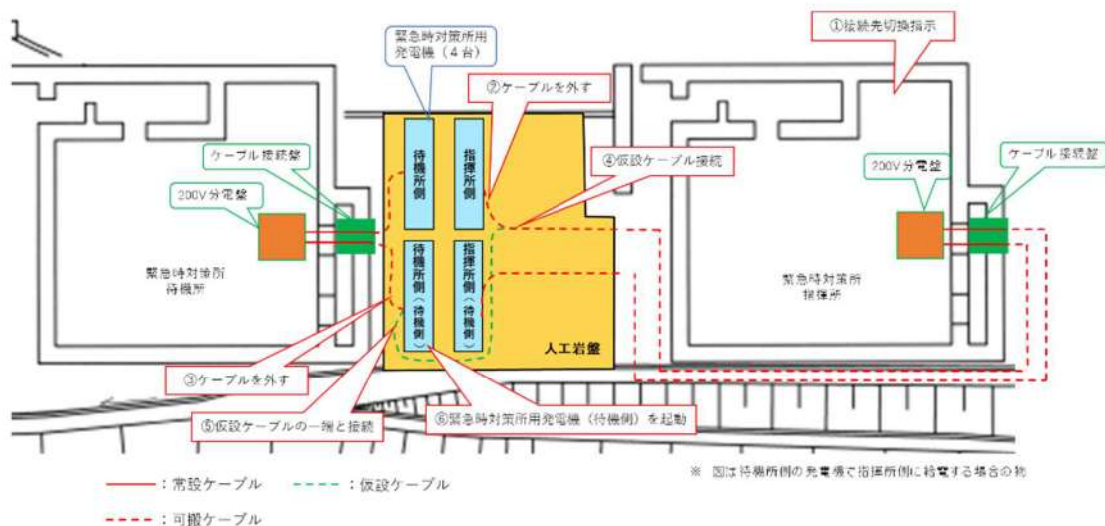 緊急時対策所用
発電機（４台）
①接続先切換指示
②ケーブルを外す
ケーブル接続盤
200V分電盤
待機所側
指揮所側
④仮設ケーブル接続
ケーブル接続盤
200V分電盤
緊急時対策所
待機所
待機所側（待機側）
指揮所側（待機側）
緊急時対策所
指揮所
人工岩盤
③ケーブルを外す
⑤仮設ケーブルの一端と接続
⑥緊急時対策所用発電機（待機側）を起動
※ 図は待機所側の発電機で指揮所側に給電する場合の物
：常設ケーブル
：仮設ケーブル
：可搬ケーブル